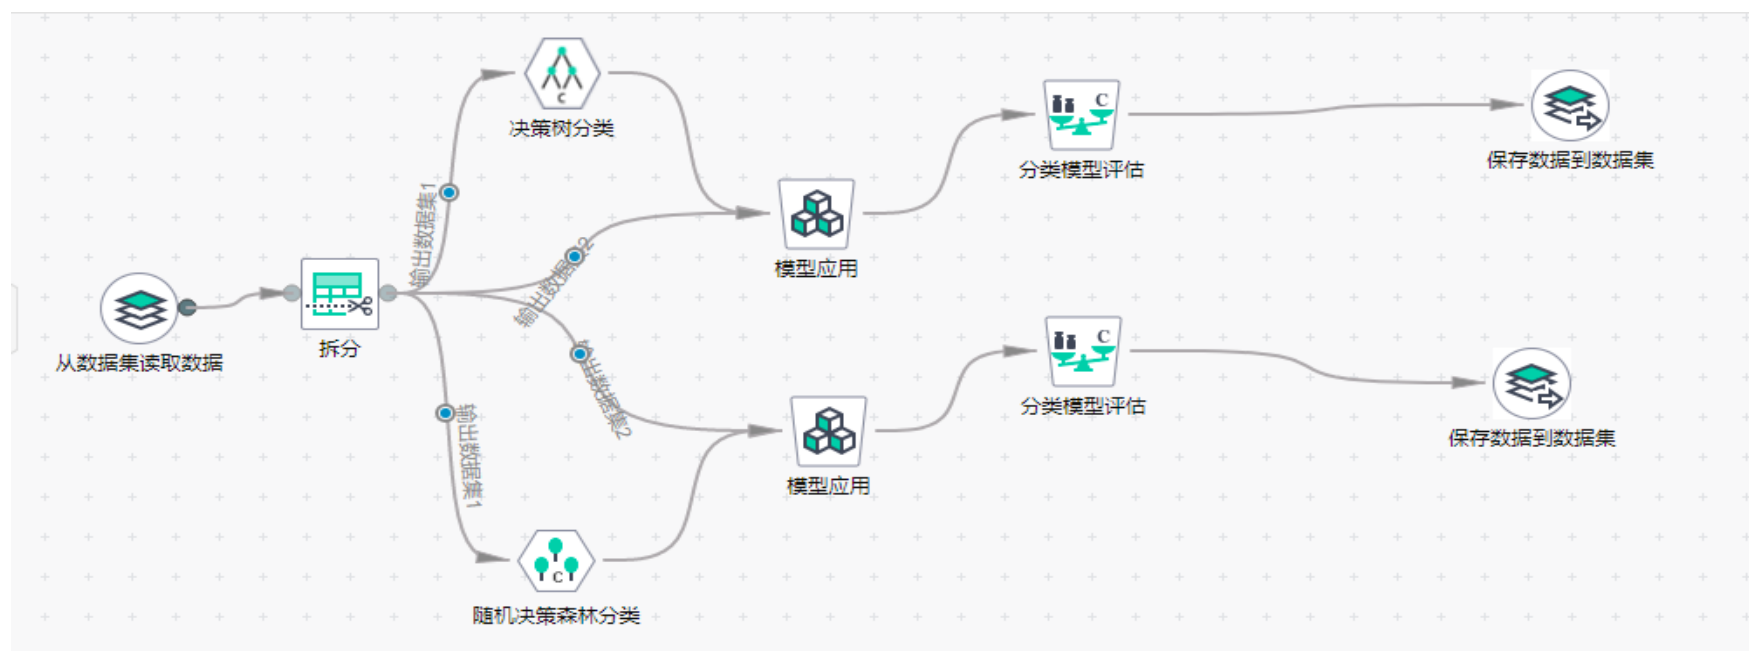 决策树分类
C
C
分类模型评估
保存数据到数据集
输出数据集1
模型应用
从数据集读取数据
拆分
输出数据 2
输出数据集2
C
分类模型评估
保存数据到数据集
输出数据集1
模型应用
C
随机决策森林分类